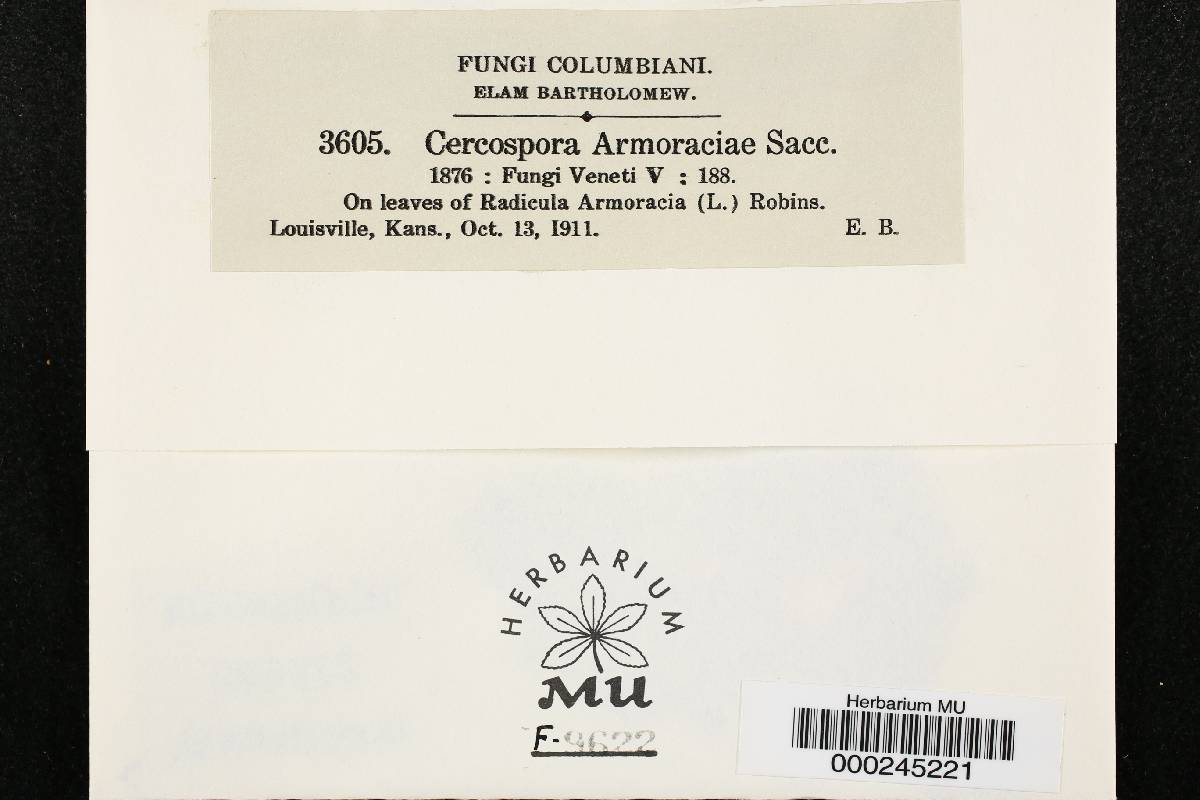 FUNGI COLUMBIANI.
ELAM BARTHOLOMEW.
3605. Cercospora Armoraciae Sacc.
1876 : Fungi Veneti V : 188.
On leaves of Radicula Armoracia (L.) Robins.
Louisville, Kans., Oct. 13, 1911. E. B.
HERBARIUM
MU
F-9622
Herbarium MU
000245221